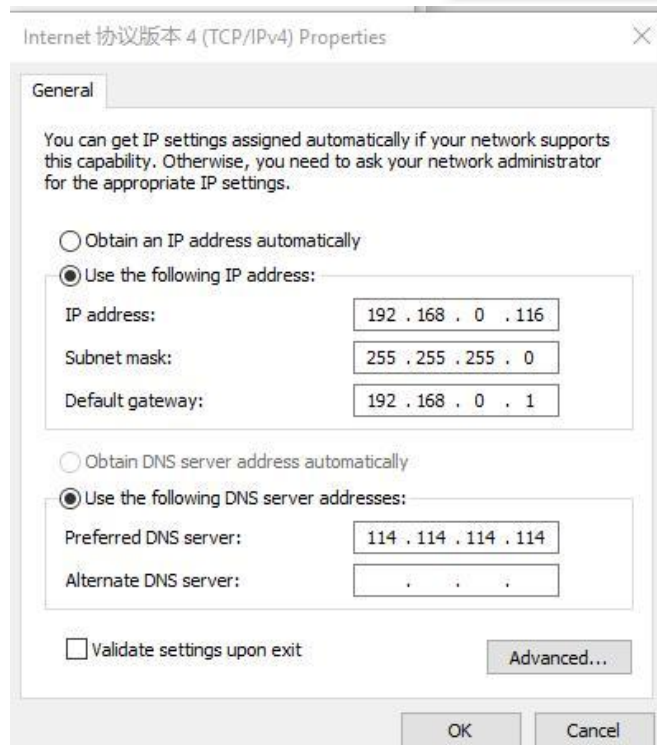 Internet 协议版本 4 (TCP/IPv4) Properties
General
You can get IP settings assigned automatically if your network supports
this capability. Otherwise, you need to ask your network administrator
for the appropriate IP settings.
Obtain an IP address automatically
Use the following IP address:
IP address: 192 . 168 . 0 . 116
Subnet mask: 255 . 255 . 255 . 0
Default gateway: 192 . 168 . 0 . 1
Obtain DNS server address automatically
Use the following DNS server addresses:
Preferred DNS server: 114 . 114 . 114 . 114
Alternate DNS server: . . .
Validate settings upon exit
Advanced...
OK Cancel